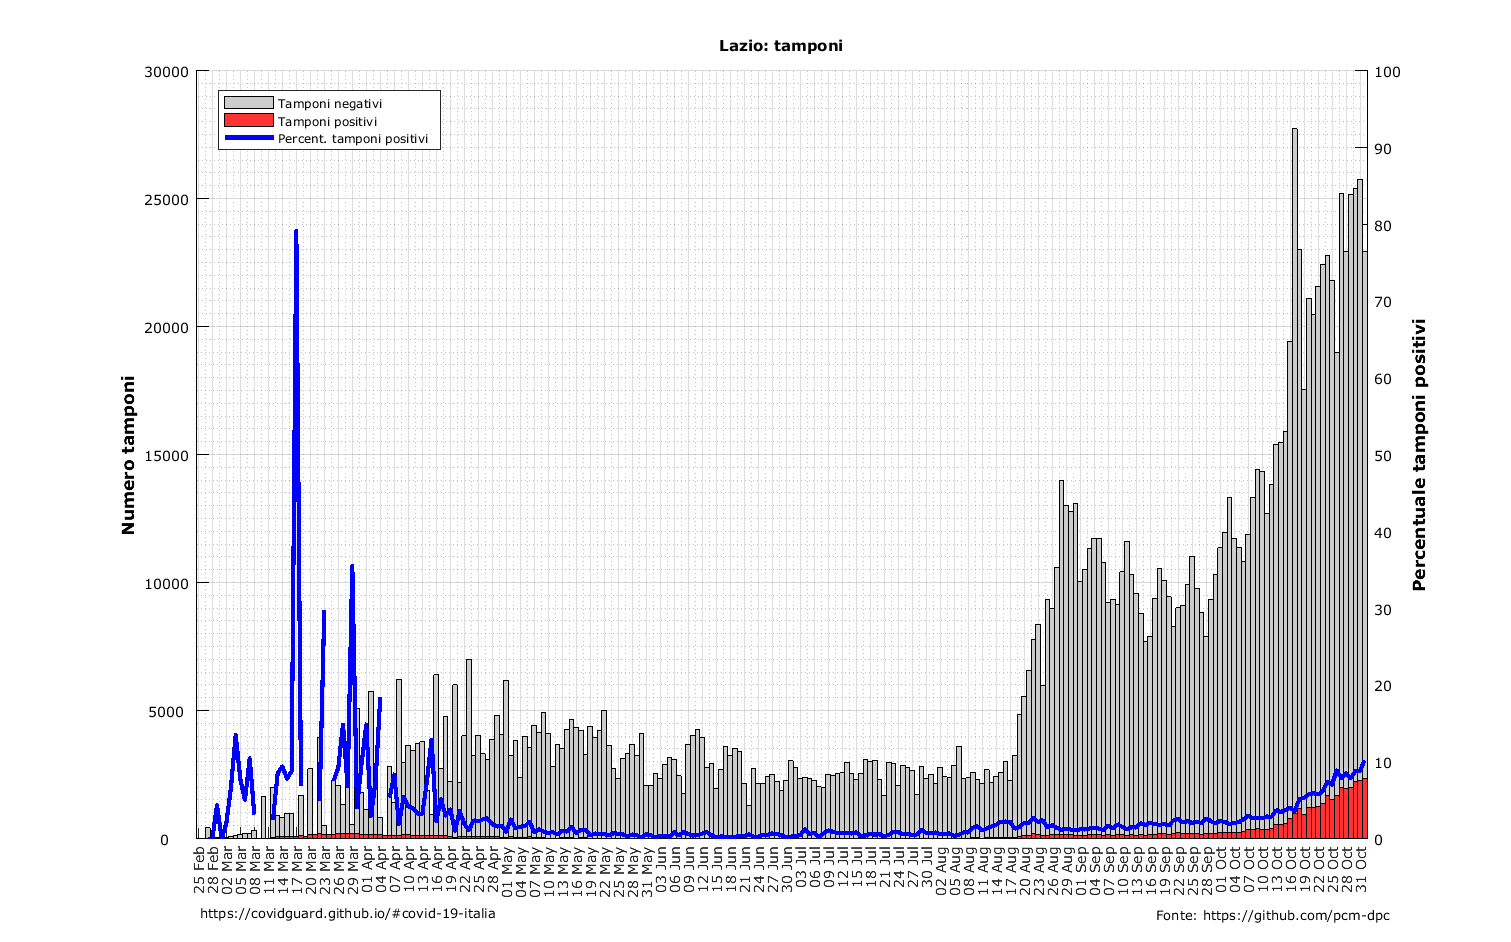 Lazio: tamponi
Tamponi negativi
Tamponi positivi
Percent. tamponi positivi
Numero tamponi
30000
25000
20000
15000
10000
5000
0
100
90
80
70
60
50
40
30
20
10
0
Percentuale tamponi positivi
25 Feb
28 Feb
02 Mar
05 Mar
08 Mar
11 Mar
14 Mar
17 Mar
20 Mar
23 Mar
26 Mar
29 Mar
01 Apr
04 Apr
07 Apr
10 Apr
13 Apr
16 Apr
19 Apr
22 Apr
25 Apr
28 Apr
01 May
04 May
07 May
10 May
13 May
16 May
19 May
22 May
25 May
28 May
31 May
03 Jun
06 Jun
09 Jun
12 Jun
15 Jun
18 Jun
21 Jun
24 Jun
27 Jun
30 Jun
03 Jul
06 Jul
09 Jul
12 Jul
15 Jul
18 Jul
21 Jul
24 Jul
27 Jul
30 Jul
02 Aug
05 Aug
08 Aug
11 Aug
14 Aug
17 Aug
20 Aug
23 Aug
26 Aug
29 Aug
01 Sep
04 Sep
07 Sep
10 Sep
13 Sep
16 Sep
19 Sep
22 Sep
25 Sep
28 Sep
01 Oct
04 Oct
07 Oct
10 Oct
13 Oct
16 Oct
19 Oct
22 Oct
25 Oct
28 Oct
31 Oct
https://covidguard.github.io/#covid-19-italia
Fonte: https://github.com/pcm-dpc